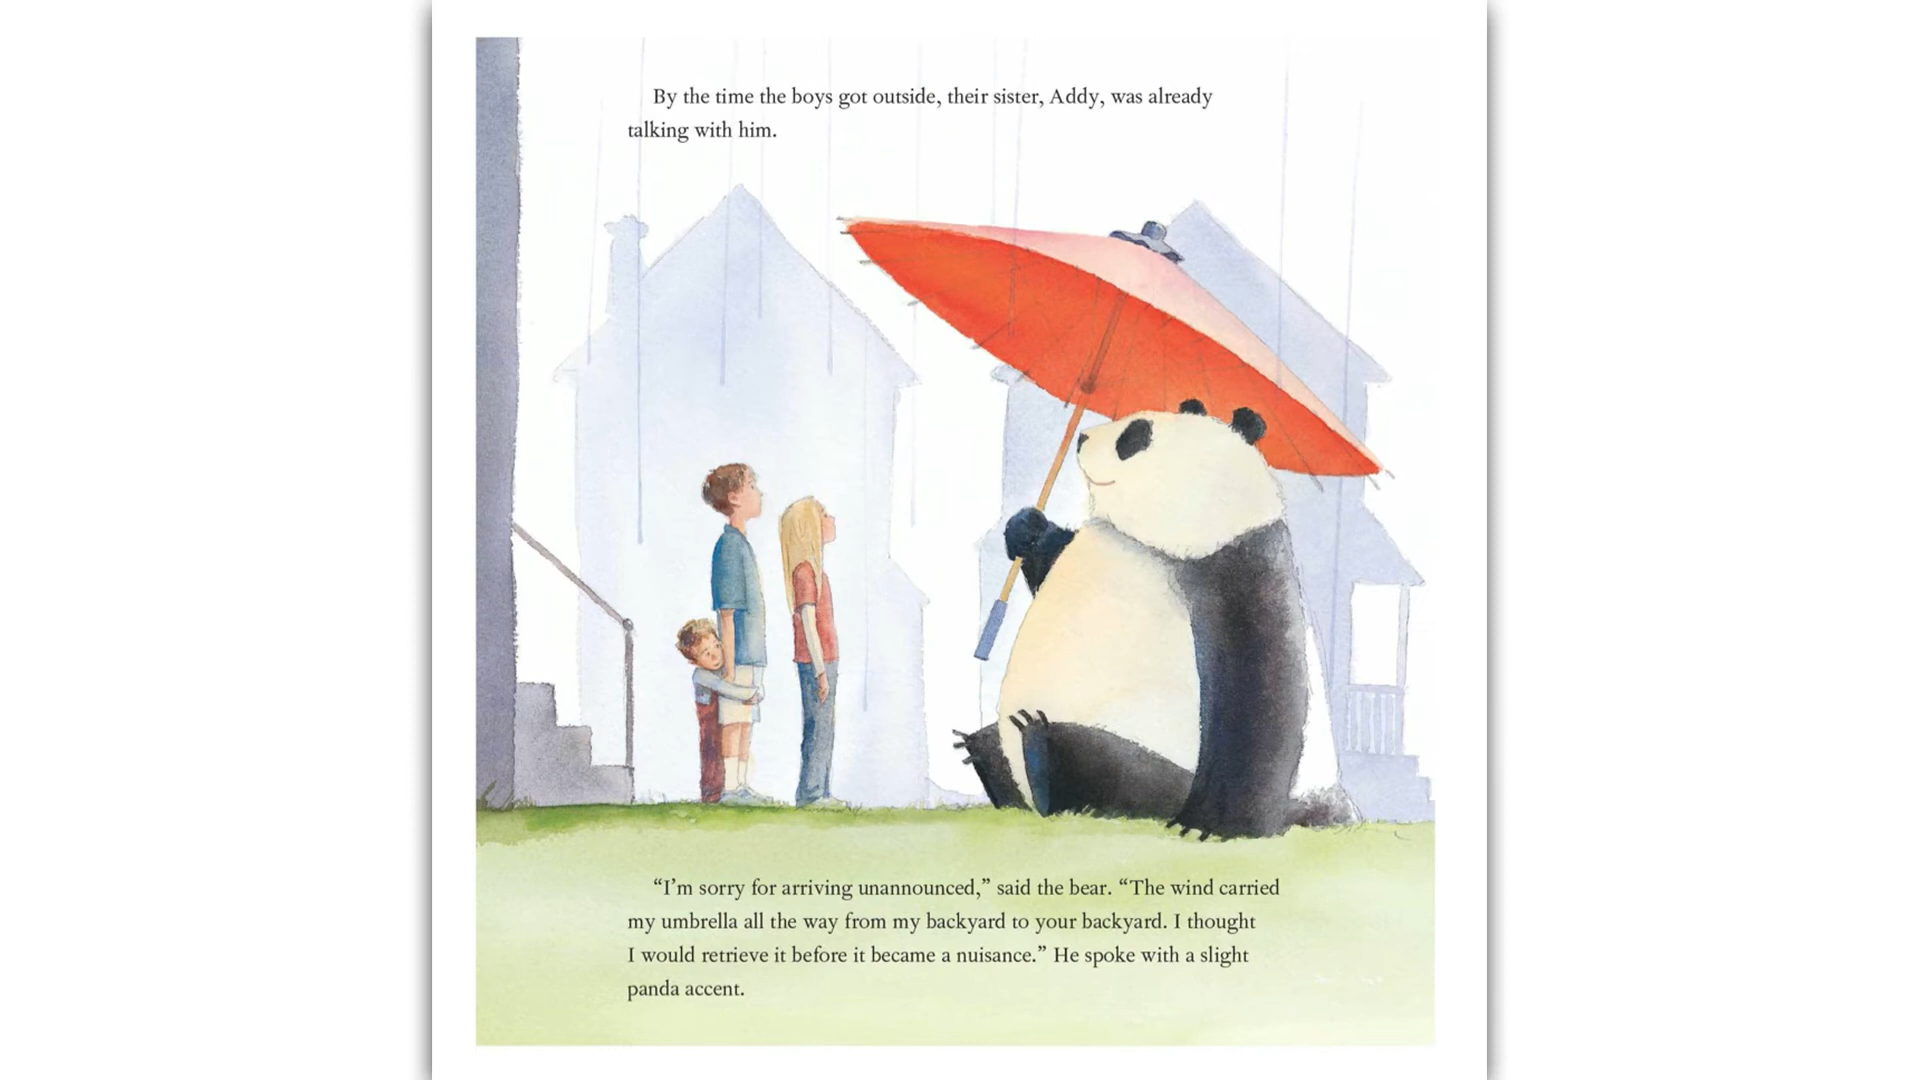 By the time the boys got outside, their sister, Addy, was already
talking with him.
“I’m sorry for arriving unannounced,” said the bear. “The wind carried
my umbrella all the way from my backyard to your backyard. I thought
I would retrieve it before it became a nuisance.” He spoke with a slight
panda accent.